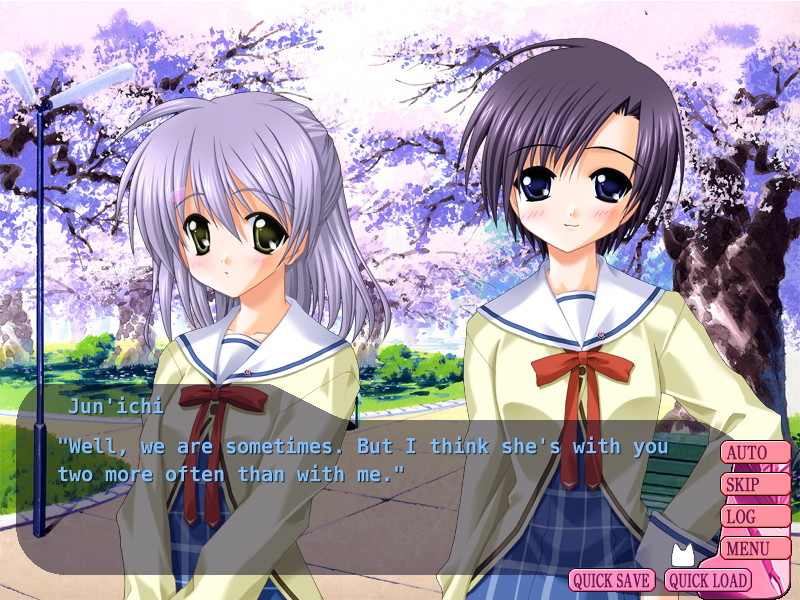 Jun'ichi
"Well, we are sometimes. But I think she's with you
two more often than with me."
AUTO
SKIP
LOG
MENU
QUICK SAVE QUICK LOAD